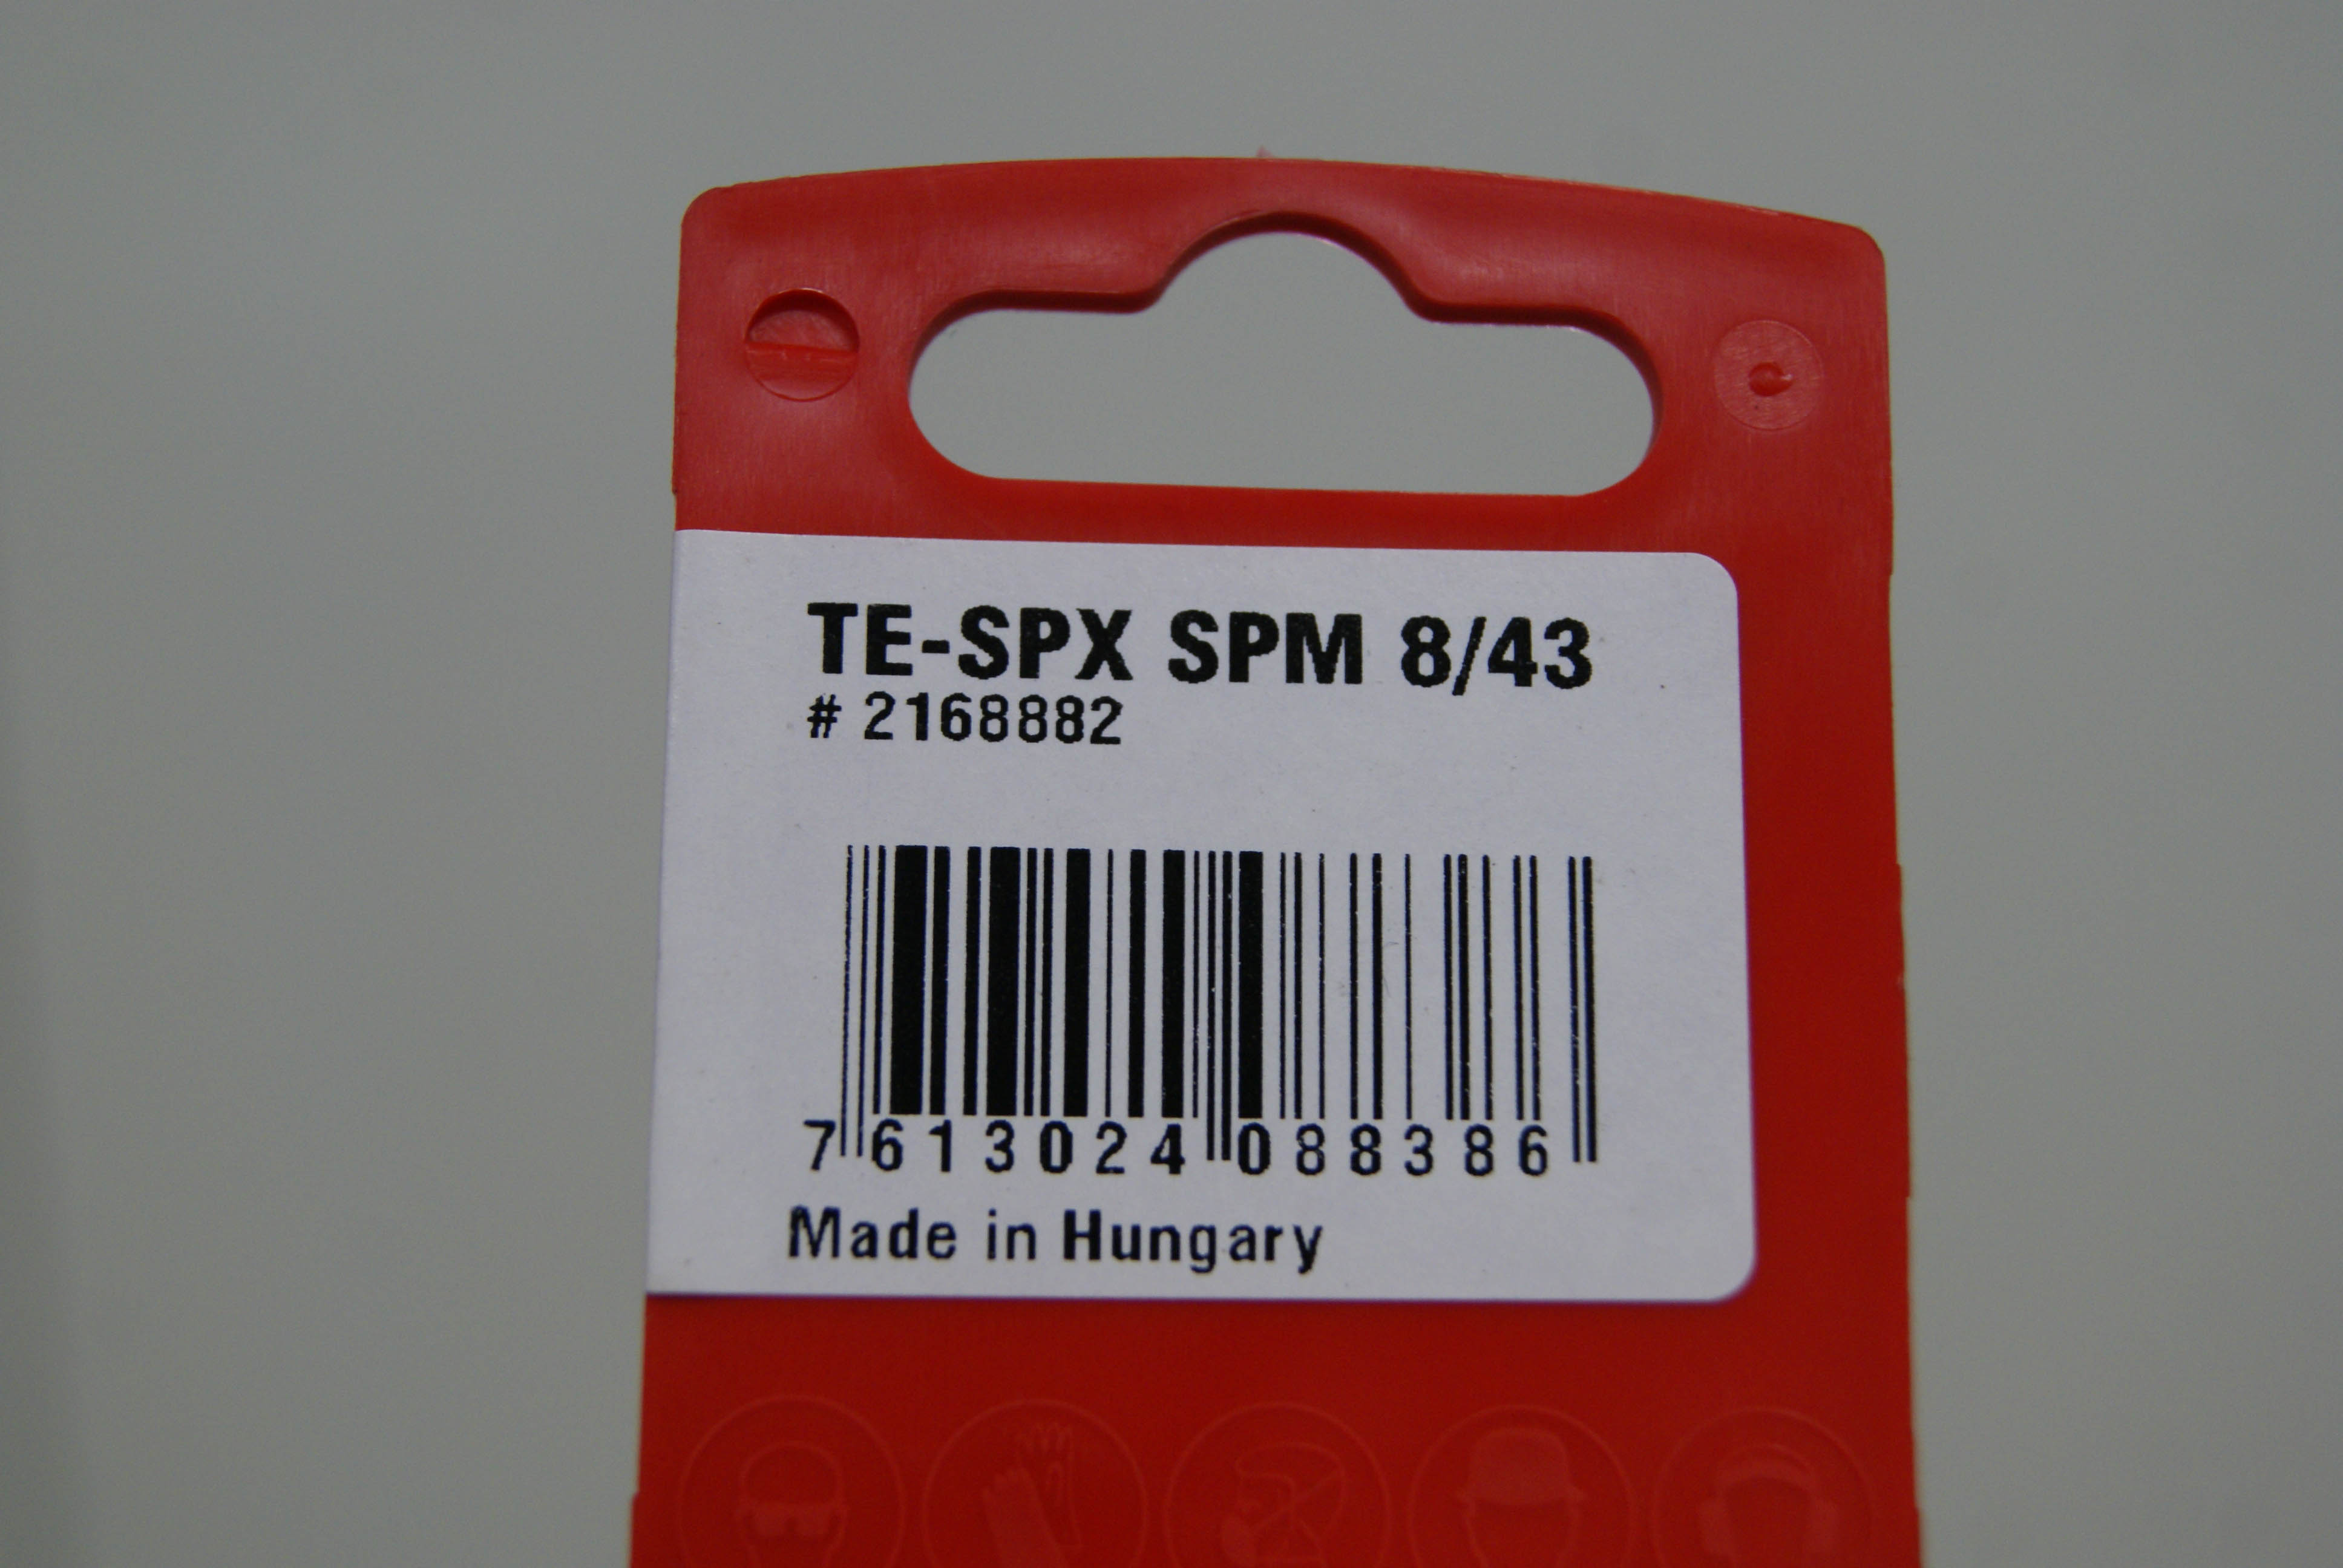 TE-SPX SPM 8/43
# 2168882
7 613024 088386
Made in Hungary